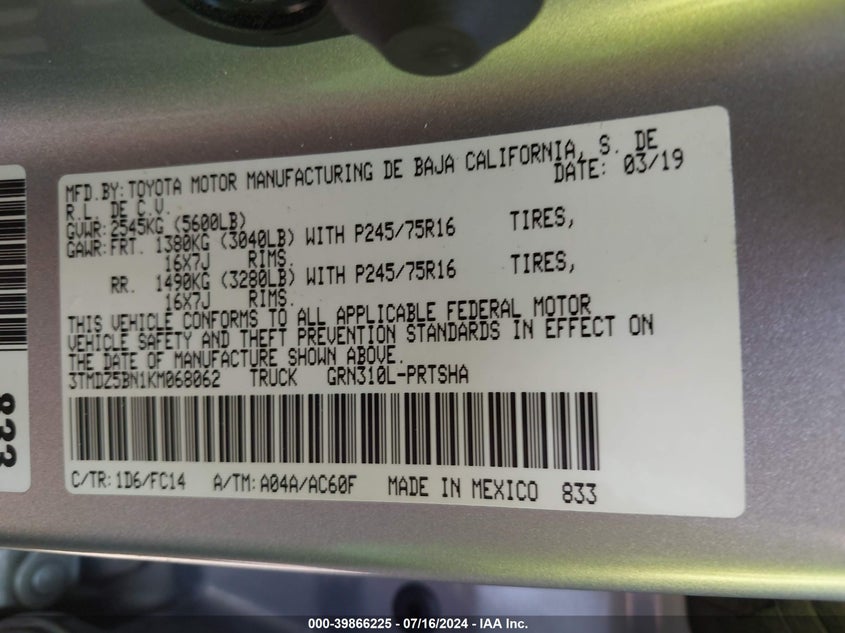 MFD.BY:TOYOTA MOTOR MANUFACTURING DE BAJA CALIFORNIA, S. DE
R.L. DE C.V. DATE: 03/19
GVWR:2545KG (5600LB)
GAWR:FRT. 1380KG (3040LB) WITH P245/75R16 TIRES,
16X7J RIMS.
RR. 1490KG (3280LB) WITH P245/75R16 TIRES,
16X7J RIMS.
THIS VEHICLE CONFORMS TO ALL APPLICABLE FEDERAL MOTOR
VEHICLE SAFETY AND THEFT PREVENTION STANDARDS IN EFFECT ON
THE DATE OF MANUFACTURE SHOWN ABOVE.
3TMDZ5BN1KM068062 TRUCK GRN310L-PRTSHA
C/TR:1D6/FC14 A/TM:A04A/AC60F MADE IN MEXICO 833
833
000-39866225 - 07/16/2024 - IAA Inc.